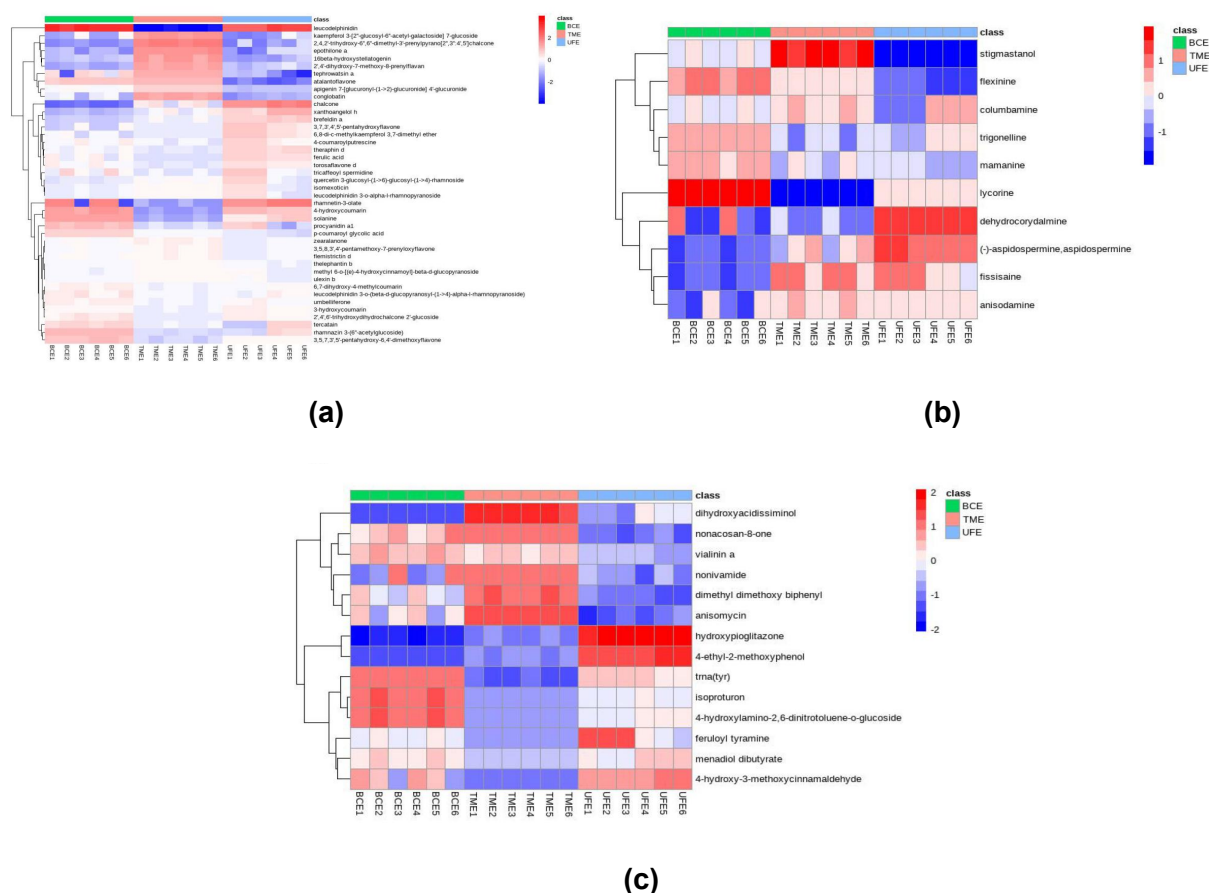 class
leucodelphinidin
kaempferol 3-[2''-glucosyl-6''-acetyl-galactoside] 7-glucoside
2,4,2'-trihydroxy-6'',6''-dimethyl-3'-prenylpyrano[2'',3'':4',5']chalcone
epothilone a
16beta-hydroxystellatogenin
2',4'-dihydroxy-7-methoxy-8-prenylflavan
tephrowatsin a
atalantoflavone
apigenin 7-[glucuronyl-(1->2)-glucuronide] 4'-glucuronide
conglobatin
chalcone
xanthoangelol h
brefeldin a
3,7,3',4',5'-pentahydroxyflavone
6,8-di-c-methylkaempferol 3,7-dimethyl ether
4-coumaroylputrescine
theraphin d
ferulic acid
torosaflavone d
tricaffeoyl spermidine
quercetin 3-glucosyl-(1->6)-glucosyl-(1->4)-rhamnoside
isomexoticin
leucodelphinidin 3-o-alpha-l-rhamnopyranoside
rhamnetin-3-olate
4-hydroxycoumarin
solanine
procyanidin a1
p-coumaroyl glycolic acid
zearalanone
3,5,8,3',4'-pentamethoxy-7-prenyloxyflavone
flemistrictin d
thelephantin b
methyl 6-o-[(e)-4-hydroxycinnamoyl]-beta-d-glucopyranoside
ulexin b
6,7-dihydroxy-4-methylcoumarin
leucodelphinidin 3-o-(beta-d-glucopyranosyl-(1->4)-alpha-l-rhamnopyranoside)
umbelliferone
3-hydroxycoumarin
2',4',6'-trihydroxydihydrochalcone 2'-glucoside
tercatain
rhamnazin 3-(6''-acetylglucoside)
3,5,7,3',5'-pentahydroxy-6,4'-dimethoxyflavone
BCE1 BCE2 BCE3 BCE4 BCE5 BCE6 TME1 TME2 TME3 TME4 TME5 TME6 UFE1 UFE2 UFE3 UFE4 UFE5 UFE6
4
2
0
-2
-4
class
BCE
TME
UFE
(a)
class
stigmastanol
flexinine
columbamine
trigonelline
mamanine
lycorine
dehydrocorydalmine
(-)-aspidospermine,aspidospermine
fissisaine
anisodamine
BCE1 BCE2 BCE3 BCE4 BCE5 BCE6 TME1 TME2 TME3 TME4 TME5 TME6 UFE1 UFE2 UFE3 UFE4 UFE5 UFE6
1
0
-1
class
BCE
TME
UFE
(b)
class
dihydroxyacidissiminol
nonacosan-8-one
vialinin a
nonivamide
dimethyl dimethoxy biphenyl
anisomycin
hydroxypioglitazone
4-ethyl-2-methoxyphenol
trna(tyr)
isoproturon
4-hydroxylamino-2,6-dinitrotoluene-o-glucoside
feruloyl tyramine
menadiol dibutyrate
4-hydroxy-3-methoxycinnamaldehyde
BCE1 BCE2 BCE3 BCE4 BCE5 BCE6 TME1 TME2 TME3 TME4 TME5 TME6 UFE1 UFE2 UFE3 UFE4 UFE5 UFE6
2
1
0
-1
-2
class
BCE
TME
UFE
(c)